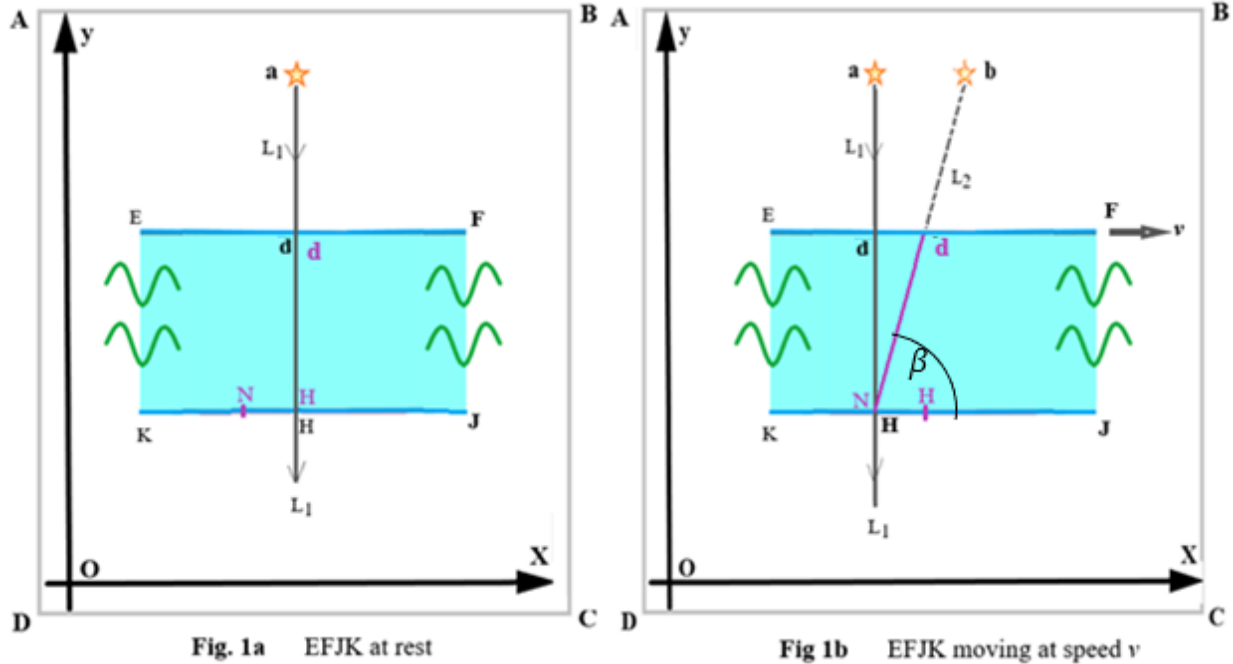 A B
y
a
L1
E F
d d
N H
K H J
L1
O X
D C
Fig. 1a EFJK at rest
A B
y
a b
L1
L2
E F v
d d
β
N H
K H J
L1
O X
D C
Fig 1b EFJK moving at speed v